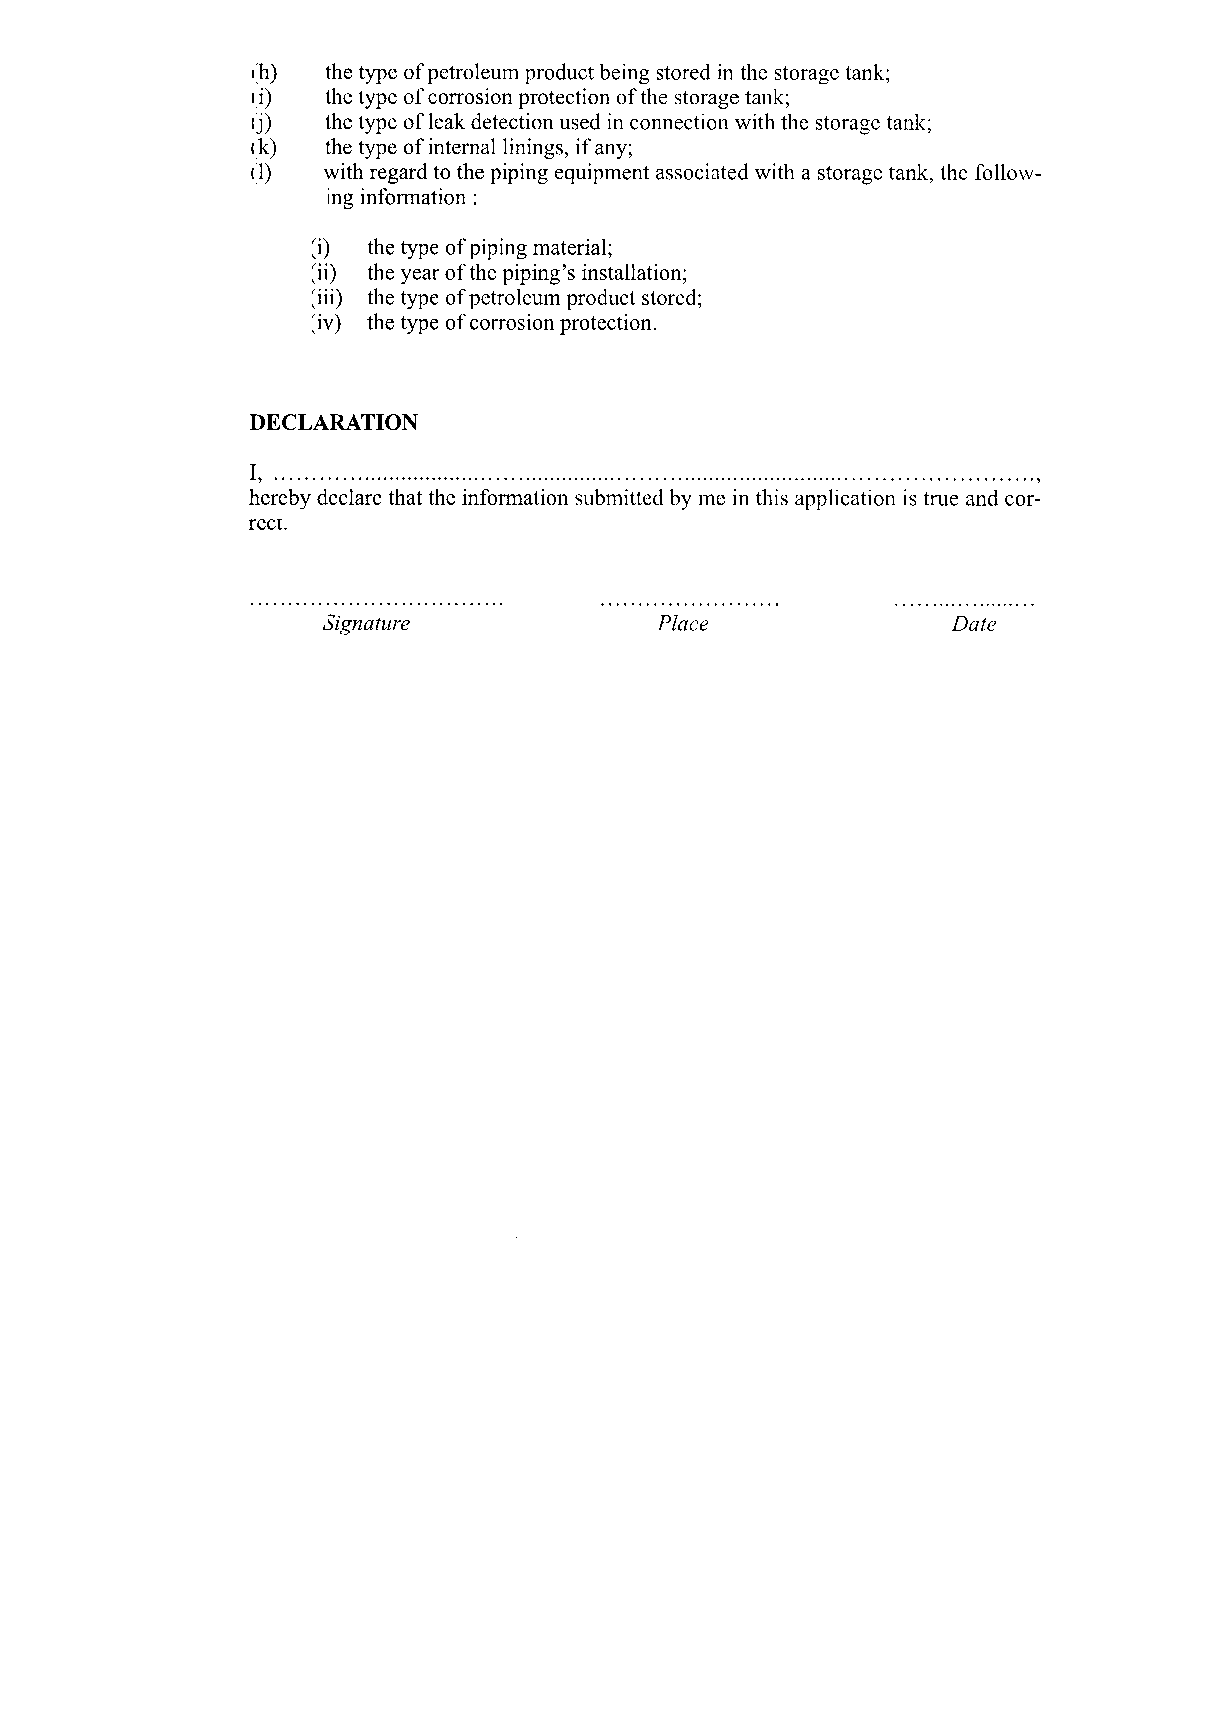 (h) the type of petroleum product being stored in the storage tank;
(i) the type of corrosion protection of the storage tank;
(j) the type of leak detection used in connection with the storage tank;
(k) the type of internal linings, if any;
(l) with regard to the piping equipment associated with a storage tank, the follow-
ing information :
(i) the type of piping material;
(ii) the year of the piping's installation;
(iii) the type of petroleum product stored;
(iv) the type of corrosion protection.
DECLARATION
I, ......................................................................................................,
hereby declare that the information submitted by me in this application is true and cor-
rect.
.................................. ........................ ...................
Signature Place Date